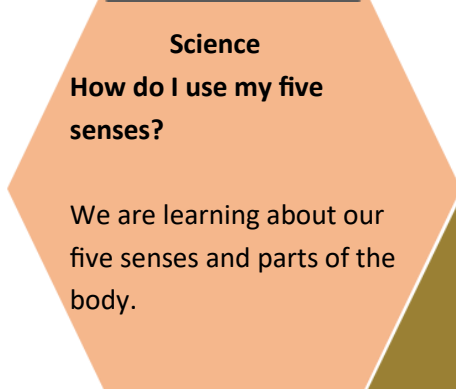 Science
How do I use my five
senses?
We are learning about our
five senses and parts of the
body.